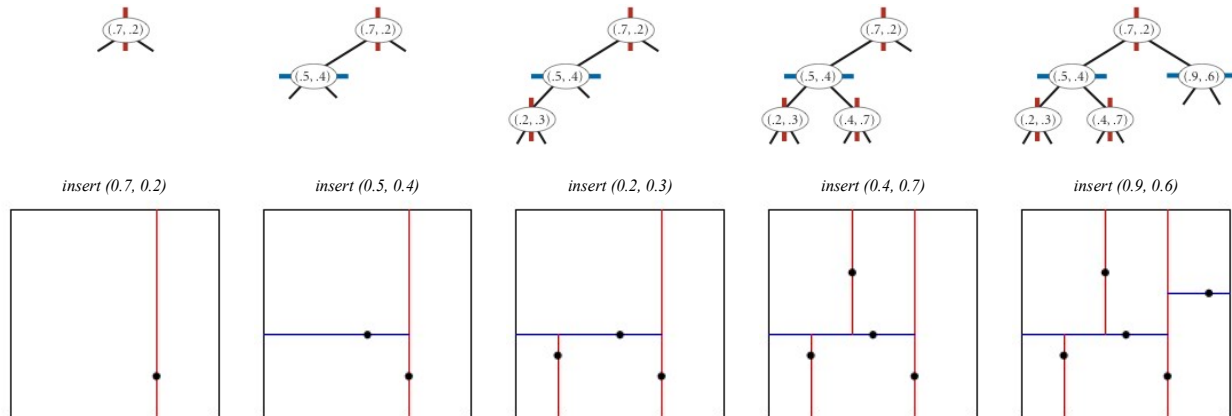 (.7, .2)
(.7, .2)
(.5, .4)
(.7, .2)
(.5, .4)
(.2, .3)
(.7, .2)
(.5, .4)
(.2, .3) (.4, .7)
(.7, .2)
(.5, .4) (.9, .6)
(.2, .3) (.4, .7)
insert (0.7, 0.2)
insert (0.5, 0.4)
insert (0.2, 0.3)
insert (0.4, 0.7)
insert (0.9, 0.6)